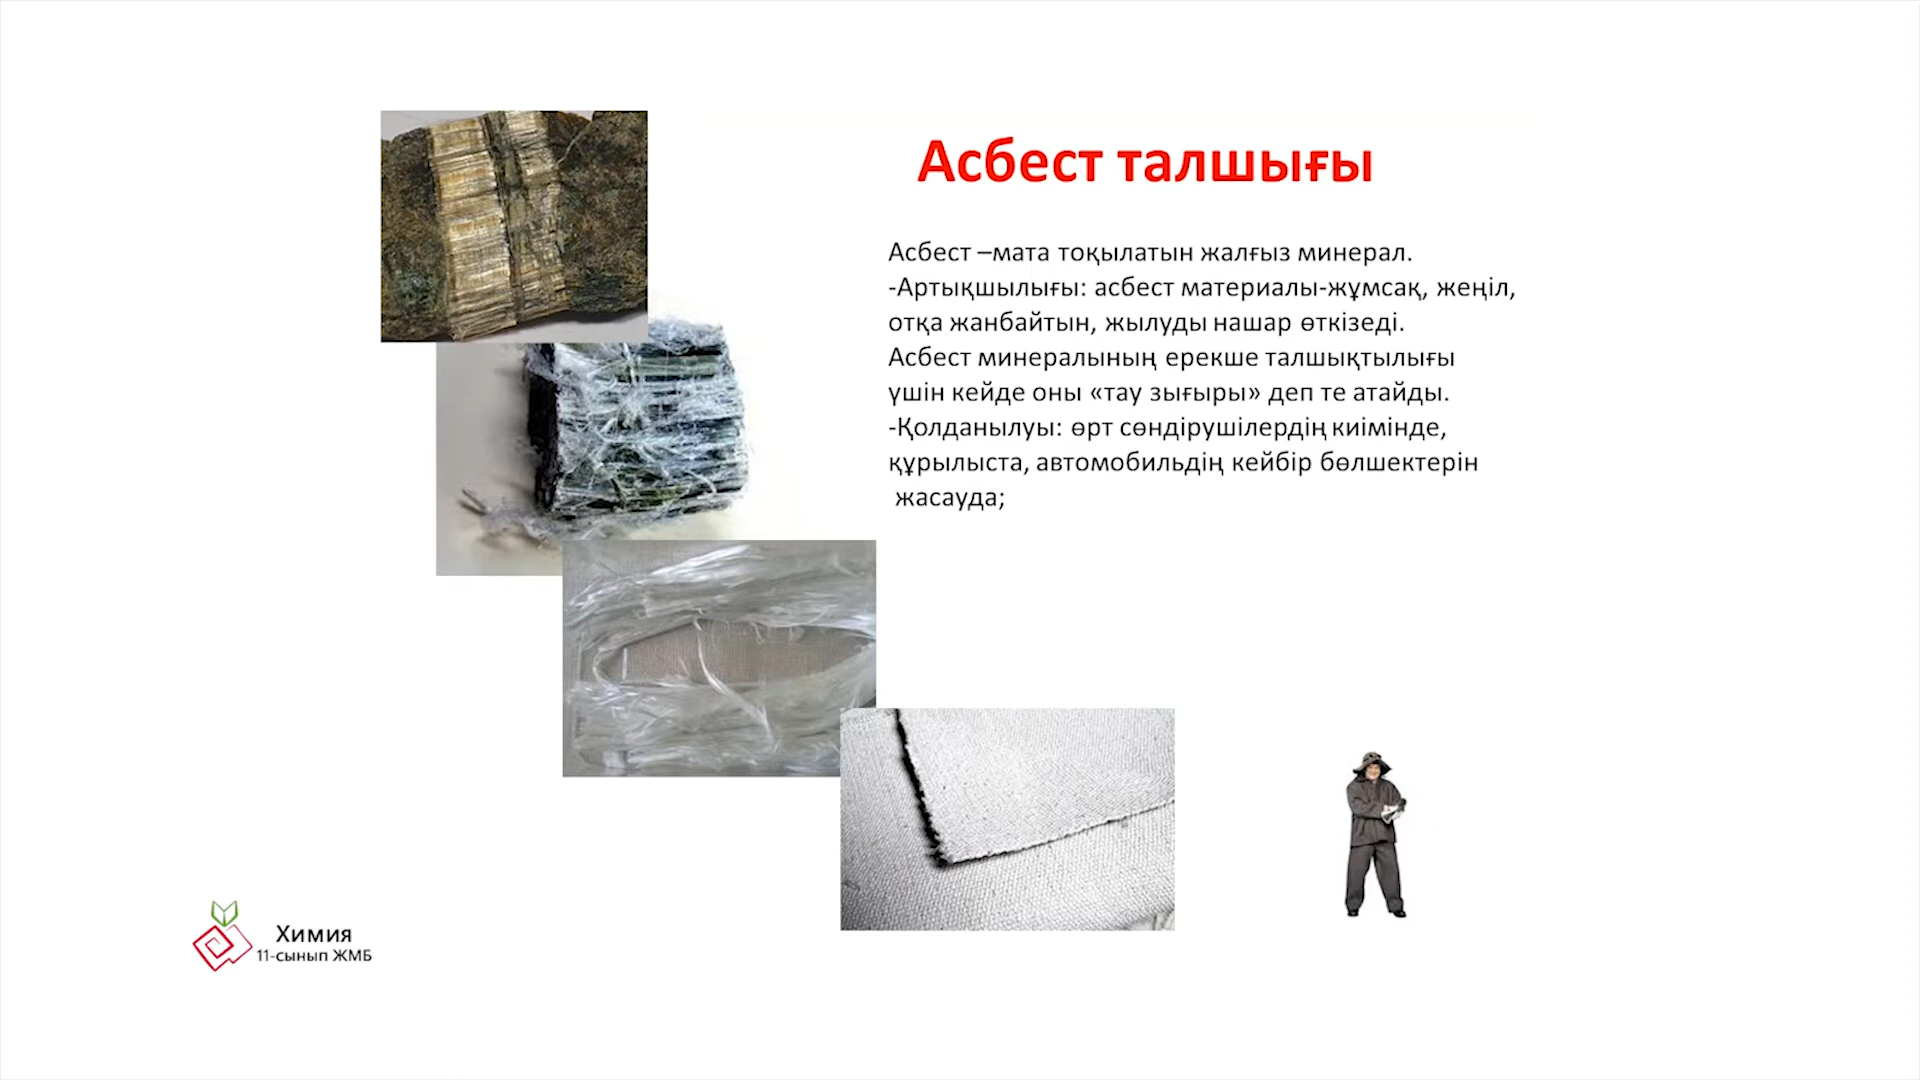 Асбест талшығы
Асбест –мата тоқылатын жалғыз минерал.
-Артықшылығы: асбест материалы-жұмсақ, жеңіл,
отқа жанбайтын, жылуды нашар өткізеді.
Асбест минералының ерекше талшықтылығы
үшін кейде оны «тау зығыры» деп те атайды.
-Қолданылуы: өрт сөндірушілердің киімінде,
құрылыста, автомобильдің кейбір бөлшектерін
жасауда;
Химия
11-сынып ЖМБ